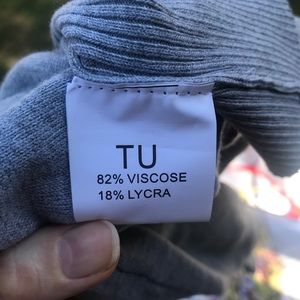 TU
82% VISCOSE
18% LYCRA